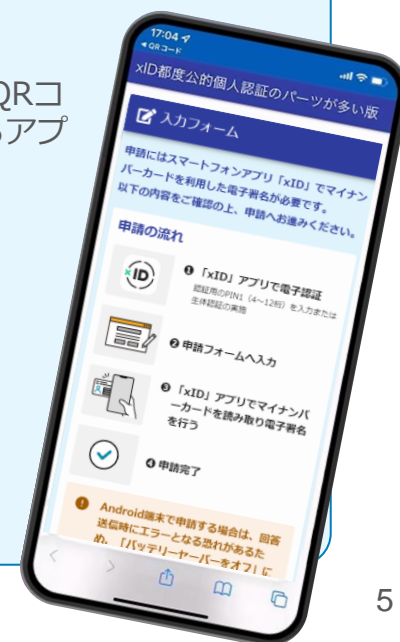 QRコ
るアプ
17:04
◀ QRコード
xID都度公的個人認証のパーツが多い版
入力フォーム
申請にはスマートフォンアプリ「xID」でマイナン
バーカードを利用した電子署名が必要です。
以下の内容をご確認の上、申請へお進みください。
申請の流れ
xID
❶ 「xID」アプリで電子認証
認証用のPIN1（4～12桁）を入力または
生体認証の実施
❷ 申請フォームへ入力
❸ 「xID」アプリでマイナンバ
ーカードを読み取り電子署名
を行う
❹ 申請完了
Android端末で申請する場合は、回答
送信時にエラーとなる恐れがあるた
め、「バッテリーセーバーをオフ」に
5